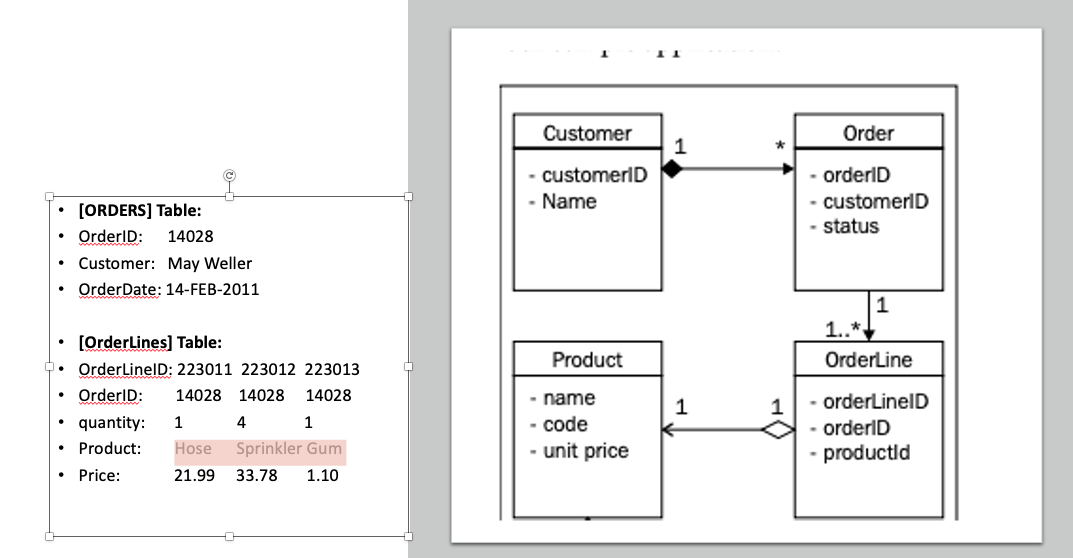 • [ORDERS] Table:
• OrderID: 14028
• Customer: May Weller
• OrderDate: 14-FEB-2011
• [OrderLines] Table:
• OrderLineID: 223011 223012 223013
• OrderID: 14028 14028 14028
• quantity: 1 4 1
• Product: Hose Sprinkler Gum
• Price: 21.99 33.78 1.10
Customer
- customerID
- Name
1 *
Order
- orderID
- customerID
- status
1
1..*
Product
- name
- code
- unit price
1 1
OrderLine
- orderLineID
- orderID
- productId